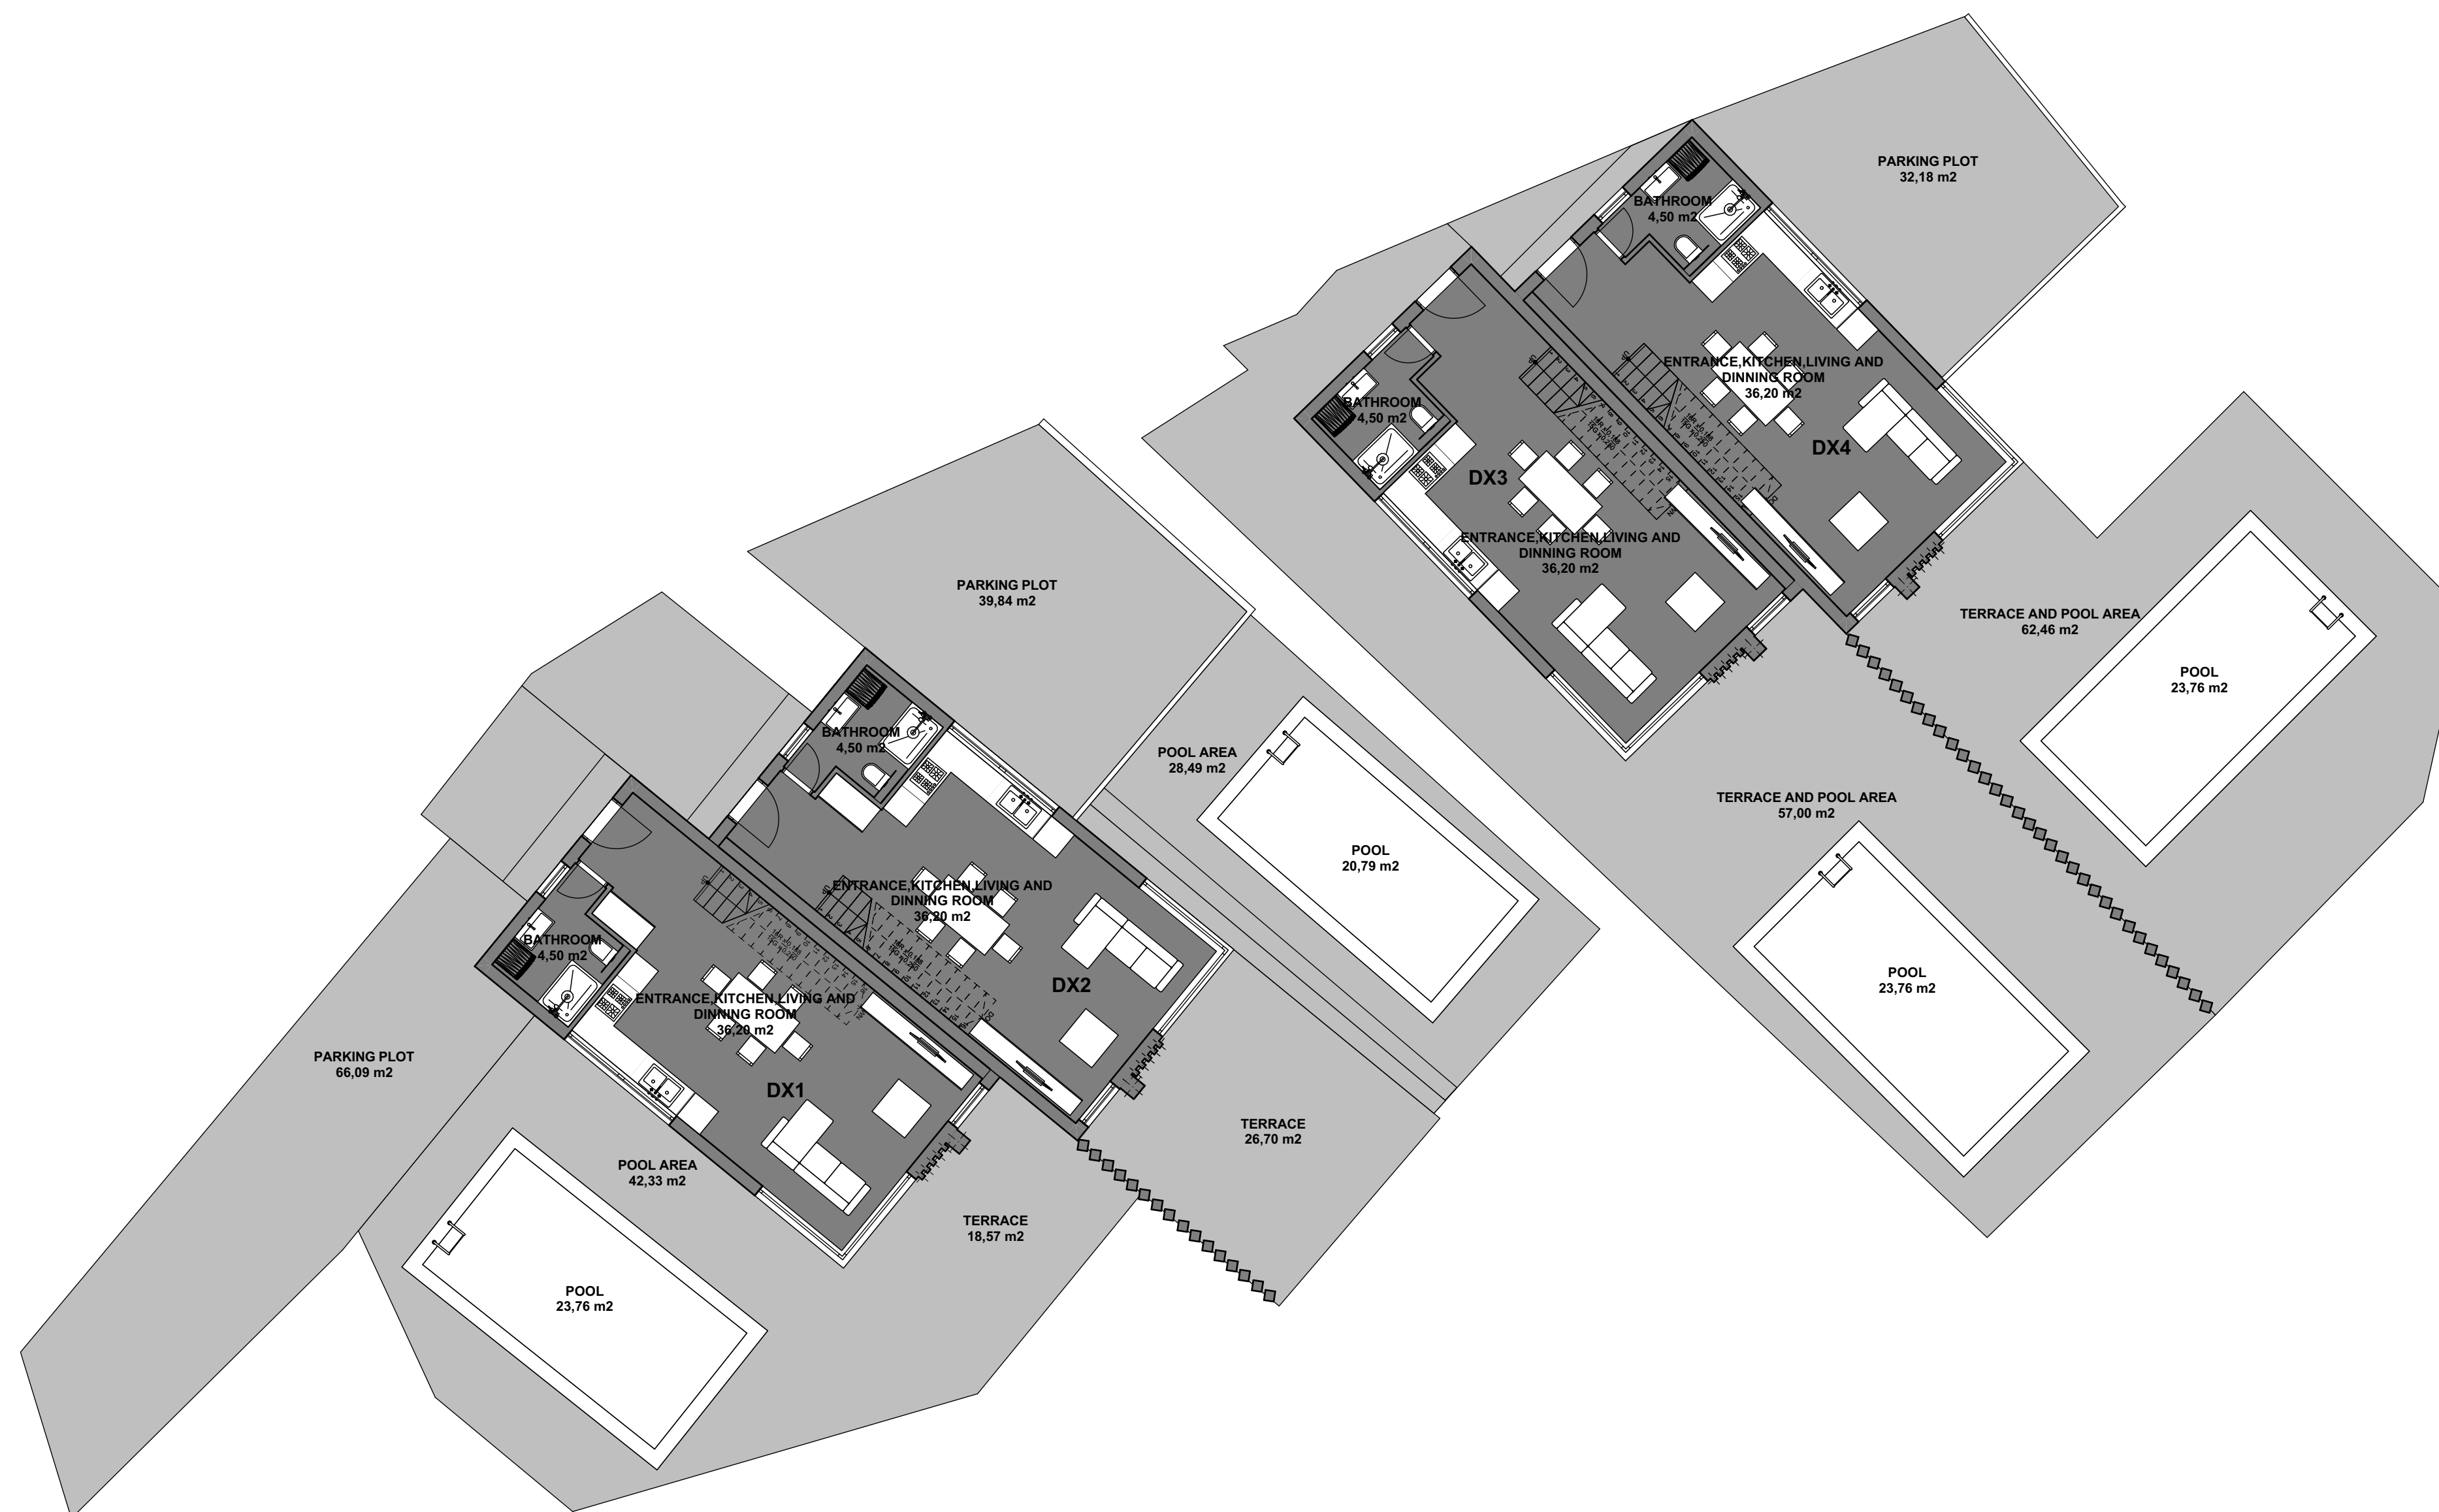 PARKING PLOT
32,18 m2
BATHROOM
4,50 m2
ENTRANCE,KITCHEN,LIVING AND
DINNING ROOM
36,20 m2
DX4
BATHROOM
4,50 m2
DX3
ENTRANCE,KITCHEN,LIVING AND
DINNING ROOM
36,20 m2
TERRACE AND POOL AREA
62,46 m2
POOL
23,76 m2
TERRACE AND POOL AREA
57,00 m2
POOL
23,76 m2
PARKING PLOT
39,84 m2
BATHROOM
4,50 m2
POOL AREA
28,49 m2
POOL
20,79 m2
ENTRANCE,KITCHEN,LIVING AND
DINNING ROOM
36,20 m2
DX2
BATHROOM
4,50 m2
ENTRANCE,KITCHEN,LIVING AND
DINNING ROOM
36,20 m2
DX1
PARKING PLOT
66,09 m2
TERRACE
26,70 m2
POOL AREA
42,33 m2
TERRACE
18,57 m2
POOL
23,76 m2